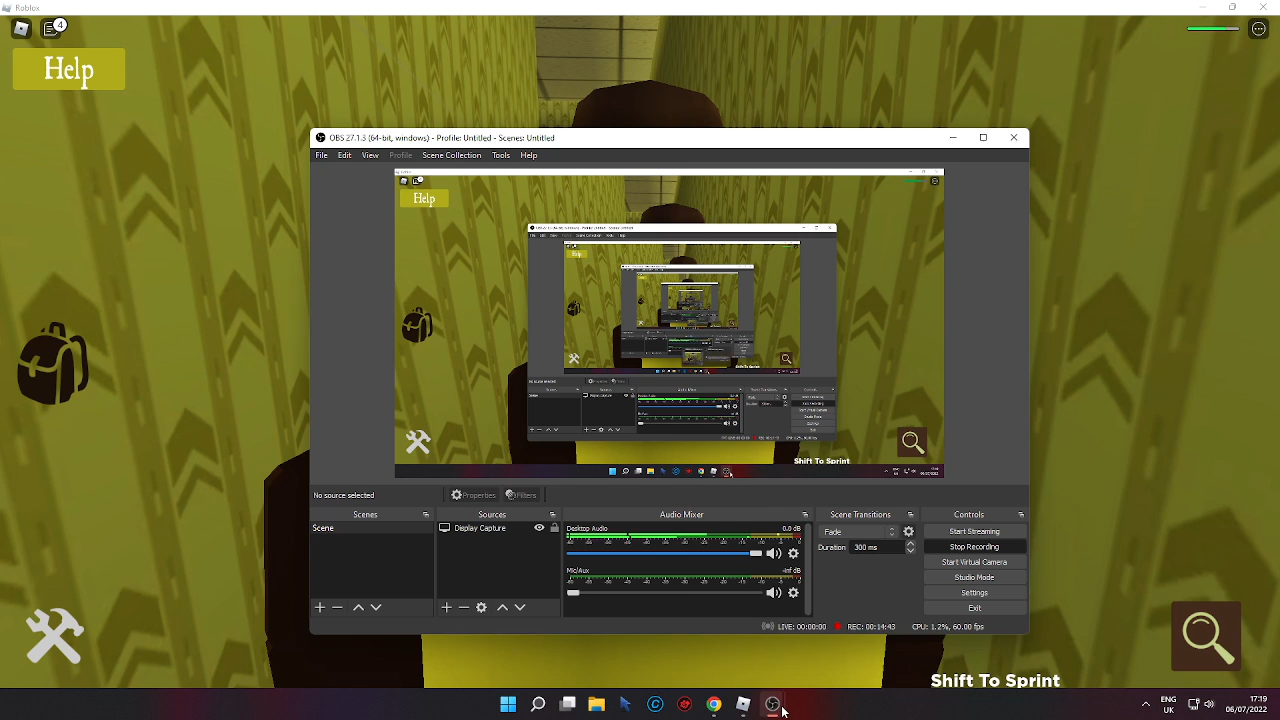 Roblox
4
Help
OBS 27.1.3 (64-bit, windows) - Profile: Untitled - Scenes: Untitled
File Edit View Profile Scene Collection Tools Help
Help
Shift To Sprint
Shift To Sprint
No source selected
Properties
Filters
Scenes
Sources
Audio Mixer
Scene Transitions
Controls
Scene
Display Capture
Desktop Audio
0.0 dB
Fade
Start Streaming
Duration
300 ms
Stop Recording
Mic/Aux
-inf dB
Start Virtual Camera
Studio Mode
Settings
Exit
LIVE: 00:00:00
REC: 00:14:43
CPU: 1.2%, 60.00 fps
Shift To Sprint
ENG
UK
17:19
06/07/2022